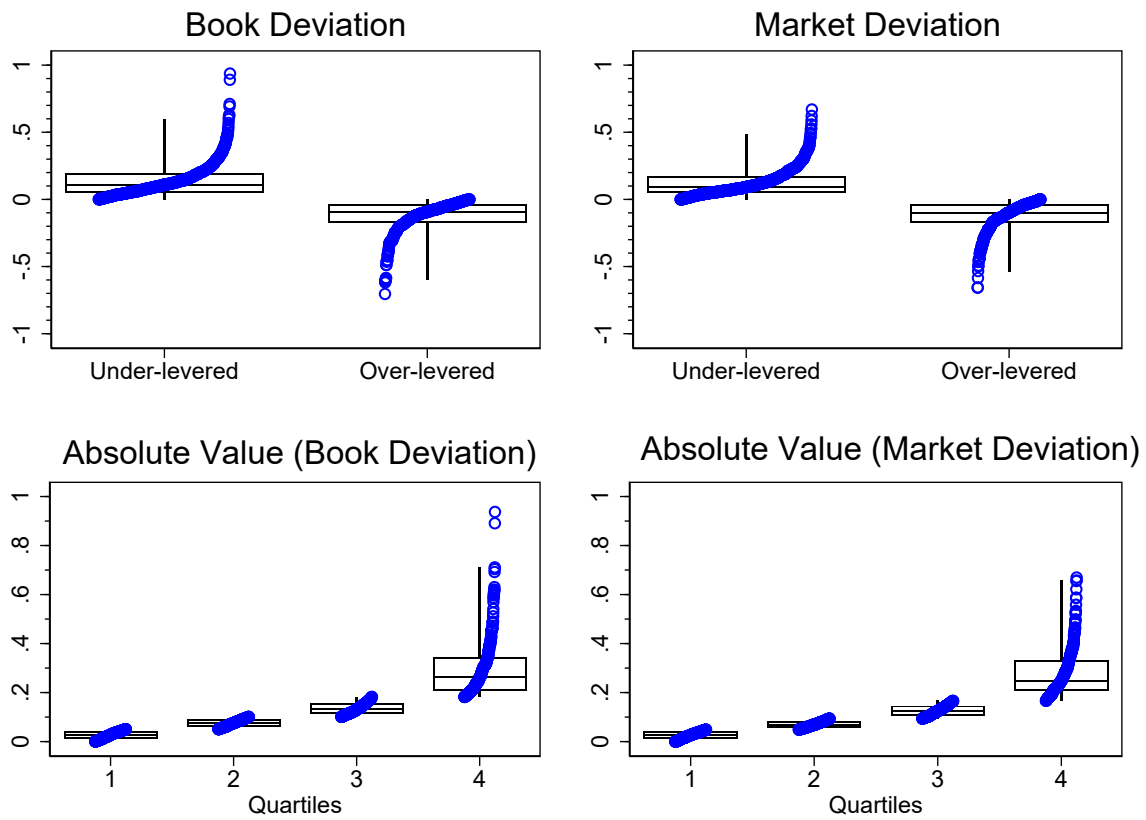 Book Deviation
1
.5
0
-.5
-1
Under-levered Over-levered
Market Deviation
1
.5
0
-.5
-1
Under-levered Over-levered
Absolute Value (Book Deviation)
1
.8
.6
.4
.2
0
1 2 3 4
Quartiles
Absolute Value (Market Deviation)
1
.8
.6
.4
.2
0
1 2 3 4
Quartiles